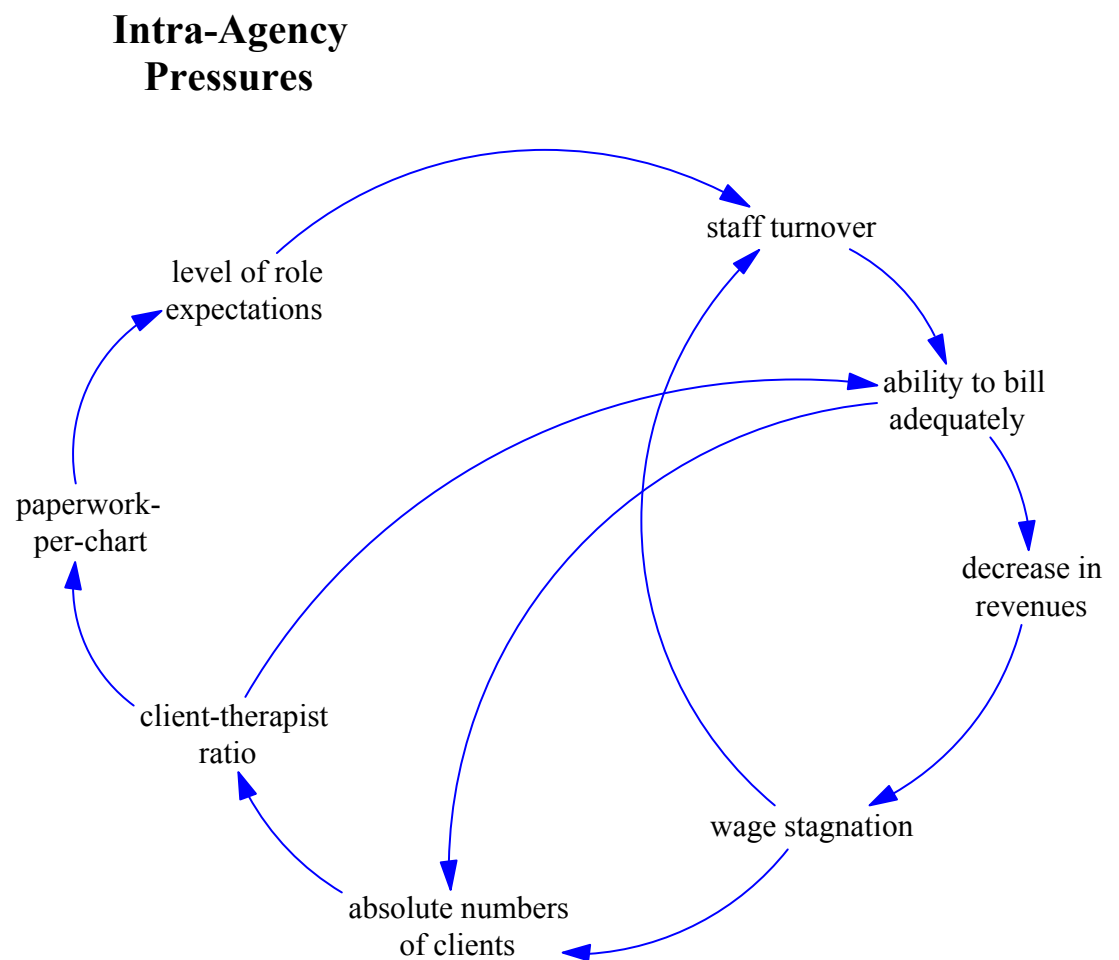 Intra-Agency
Pressures
staff turnover
level of role
expectations
ability to bill
adequately
paperwork-
per-chart
decrease in
revenues
client-therapist
ratio
wage stagnation
absolute numbers
of clients